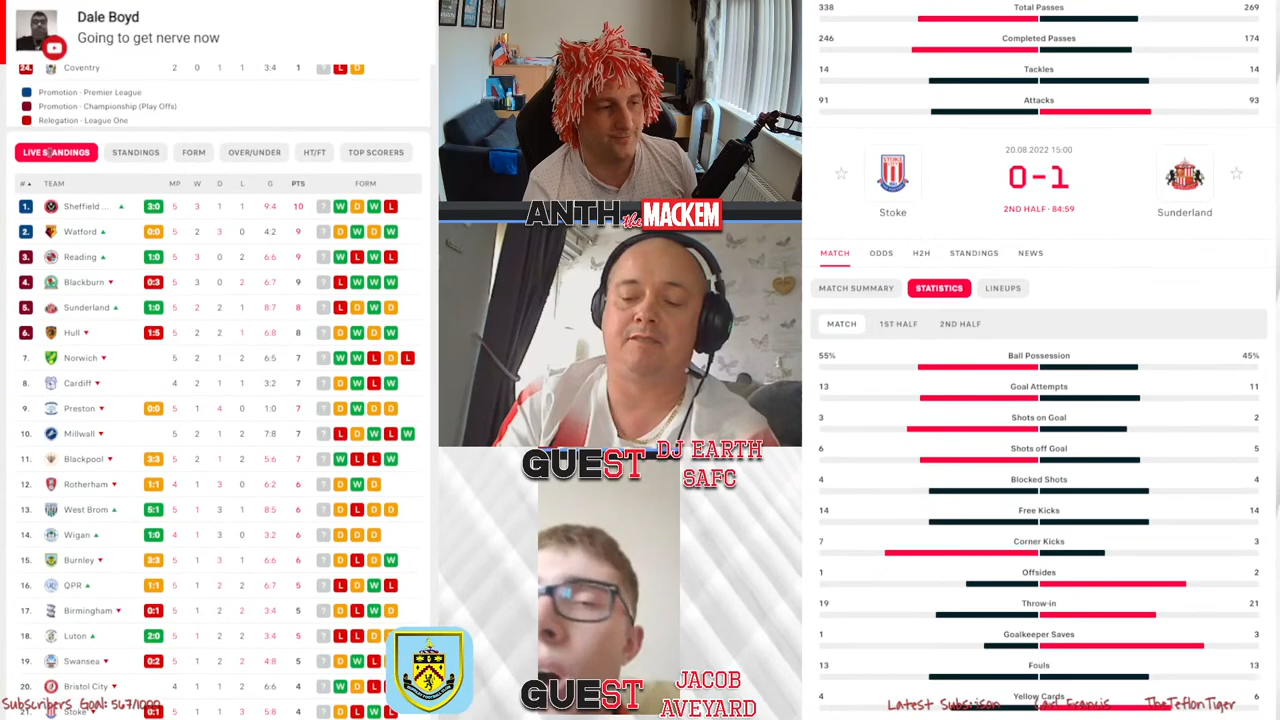 Dale Boyd
Going to get nerve now
24. Coventry 2 0 1 1 3:4 1 ? L D
Promotion - Premier League
Promotion - Championship (Play Offs)
Relegation - League One
LIVE STANDINGS STANDINGS FORM OVER/UNDER HT/FT TOP SCORERS
# TEAM MP W D L G PTS FORM
1. Sheffield ... 3:0 5 3 1 1 9:4 10 ? W D W L
2. Watford 0:0 5 2 3 0 4:2 9 ? D W D W
3. Reading 1:0 5 3 0 2 6:6 9 ? W L W L
4. Blackburn 0:3 5 3 0 2 6:7 9 ? L W W W
5. Sunderland 1:0 5 2 2 1 8:7 8 ? L D W D
6. Hull 1:5 5 2 2 1 6:8 8 ? D W D W
7. Norwich 5 2 1 2 6:5 7 ? W W L D L
8. Cardiff 4 2 1 1 3:2 7 ? D W L W
9. Preston 0:0 5 1 4 0 1:0 7 ? D W D D
10. Millwall 5 2 1 2 7:8 7 ? L D W L W
11. Blackpool 3:3 5 2 1 2 5:6 7 ? W L L W
12. Rotherham 1:1 4 1 3 0 6:2 6 ? D W D
13. West Brom 5:1 5 1 3 1 8:5 6 ? D L D D
14. Wigan 1:0 4 1 3 0 3:2 6 ? D D D
15. Burnley 3:3 5 1 3 1 6:6 6 ? D L D W
16. QPR 1:1 5 1 2 2 6:7 5 ? L D W L
17. Birmingham 0:1 5 1 2 2 3:4 5 ? D L W D
18. Luton 2:0 5 1 2 2 3:4 5 ? L L D
19. Swansea 0:2 5 1 2 2 4:8 5 ? D W L
20. Bristol City 4 1 1 2 6:6 4 ? W D L
21. Stoke 0:1
Subscribers Goal: 567/1000
ANTH the MACKEM
GUEST DJ EARTH
SAFC
GUEST JACOB
AVEYARD
338 Total Passes 269
246 Completed Passes 174
14 Tackles 14
91 Attacks 93
20.08.2022 15:00
0-1
2ND HALF - 84:59
Stoke Sunderland
MATCH ODDS H2H STANDINGS NEWS
MATCH SUMMARY STATISTICS LINEUPS
MATCH 1ST HALF 2ND HALF
55% Ball Possession 45%
13 Goal Attempts 11
3 Shots on Goal 2
6 Shots off Goal 5
4 Blocked Shots 4
14 Free Kicks 14
7 Corner Kicks 3
1 Offsides 2
19 Throw-in 21
1 Goalkeeper Saves 3
13 Fouls 13
4 Yellow Cards 6
Latest Subsrison Carl Francis TheTeflonTiger